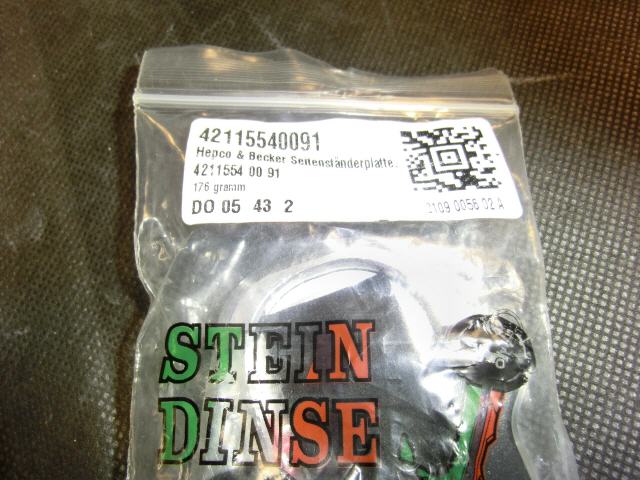 42115540091
Hepco & Becker Seitenständerplatte
4211554 00 91
176 gramm
DO 05 43 2
2109 0056 02 A
STEIN
DINSE